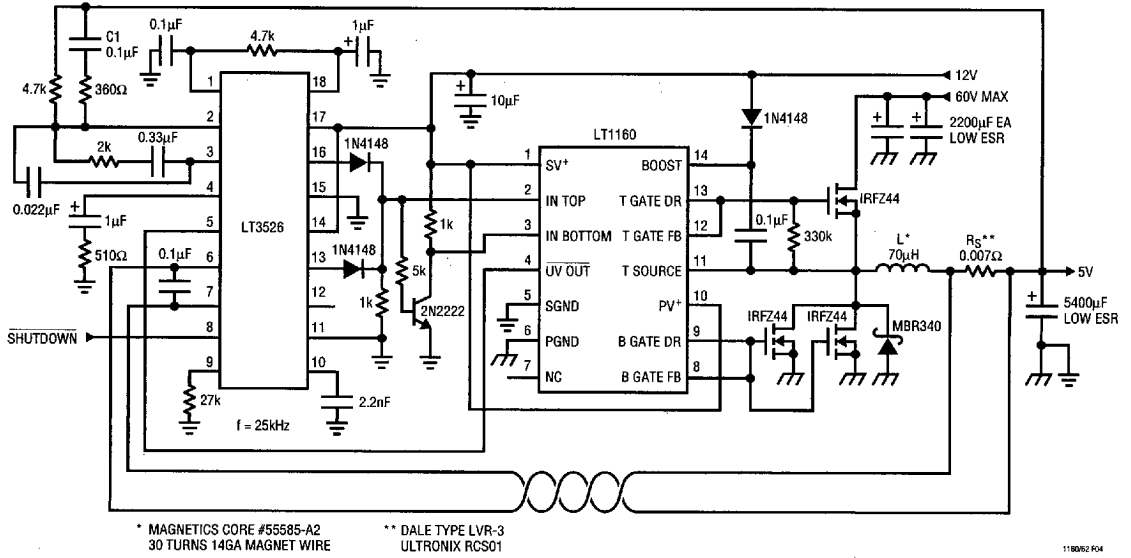 C1
0.1µF
0.1µF
4.7k
1µF
+
4.7k
360Ω
1
18
2
17
3
16
4
15
5
14
6
13
7
12
8
11
9
10
LT3526
2k
0.33µF
0.022µF
+
1µF
510Ω
0.1µF
SHUTDOWN
27k
f = 25kHz
2.2nF
1N4148
1N4148
1k
5k
1k
2N2222
+
10µF
12V
60V MAX
+
+
2200µF EA
LOW ESR
1N4148
LT1160
1
SV+
BOOST
14
2
IN TOP
T GATE DR
13
3
IN BOTTOM
T GATE FB
12
4
UV OUT
T SOURCE
11
5
SGND
PV+
10
6
PGND
B GATE DR
9
7
NC
B GATE FB
8
0.1µF
330k
IRFZ44
L*
70µH
RS**
0.007Ω
5V
+
5400µF
LOW ESR
IRFZ44
IRFZ44
MBR340
* MAGNETICS CORE #55585-A2
30 TURNS 14GA MAGNET WIRE
** DALE TYPE LVR-3
ULTRONIX RCS01
1160/62 F04